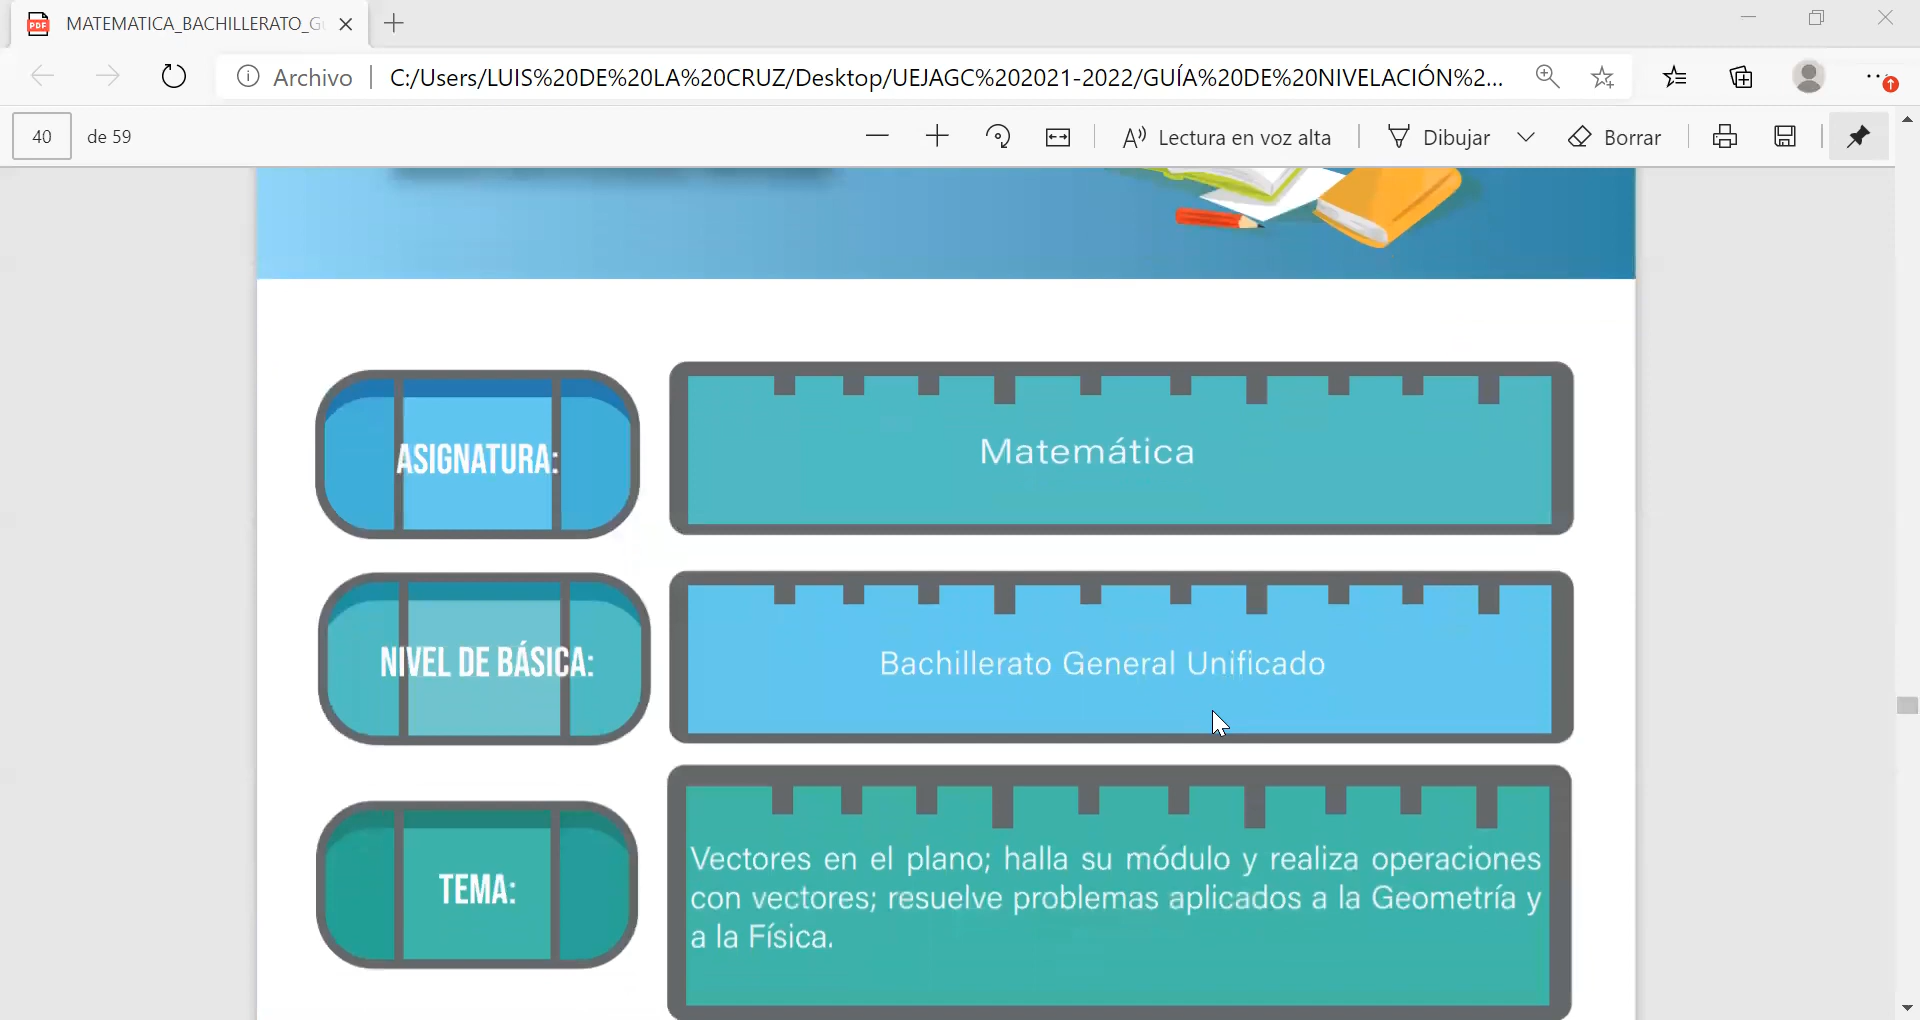 MATEMATICA_BACHILLERATO_G
Archivo
C:/Users/LUIS%20DE%20LA%20CRUZ/Desktop/UEJAGC%202021-2022/GUÍA%20DE%20NIVELACIÓN%2...
40 de 59
Lectura en voz alta
Dibujar
Borrar
ASIGNATURA:
Matemática
NIVEL DE BÁSICA:
Bachillerato General Unificado
TEMA:
Vectores en el plano; halla su módulo y realiza operaciones
con vectores; resuelve problemas aplicados a la Geometría y
a la Física.